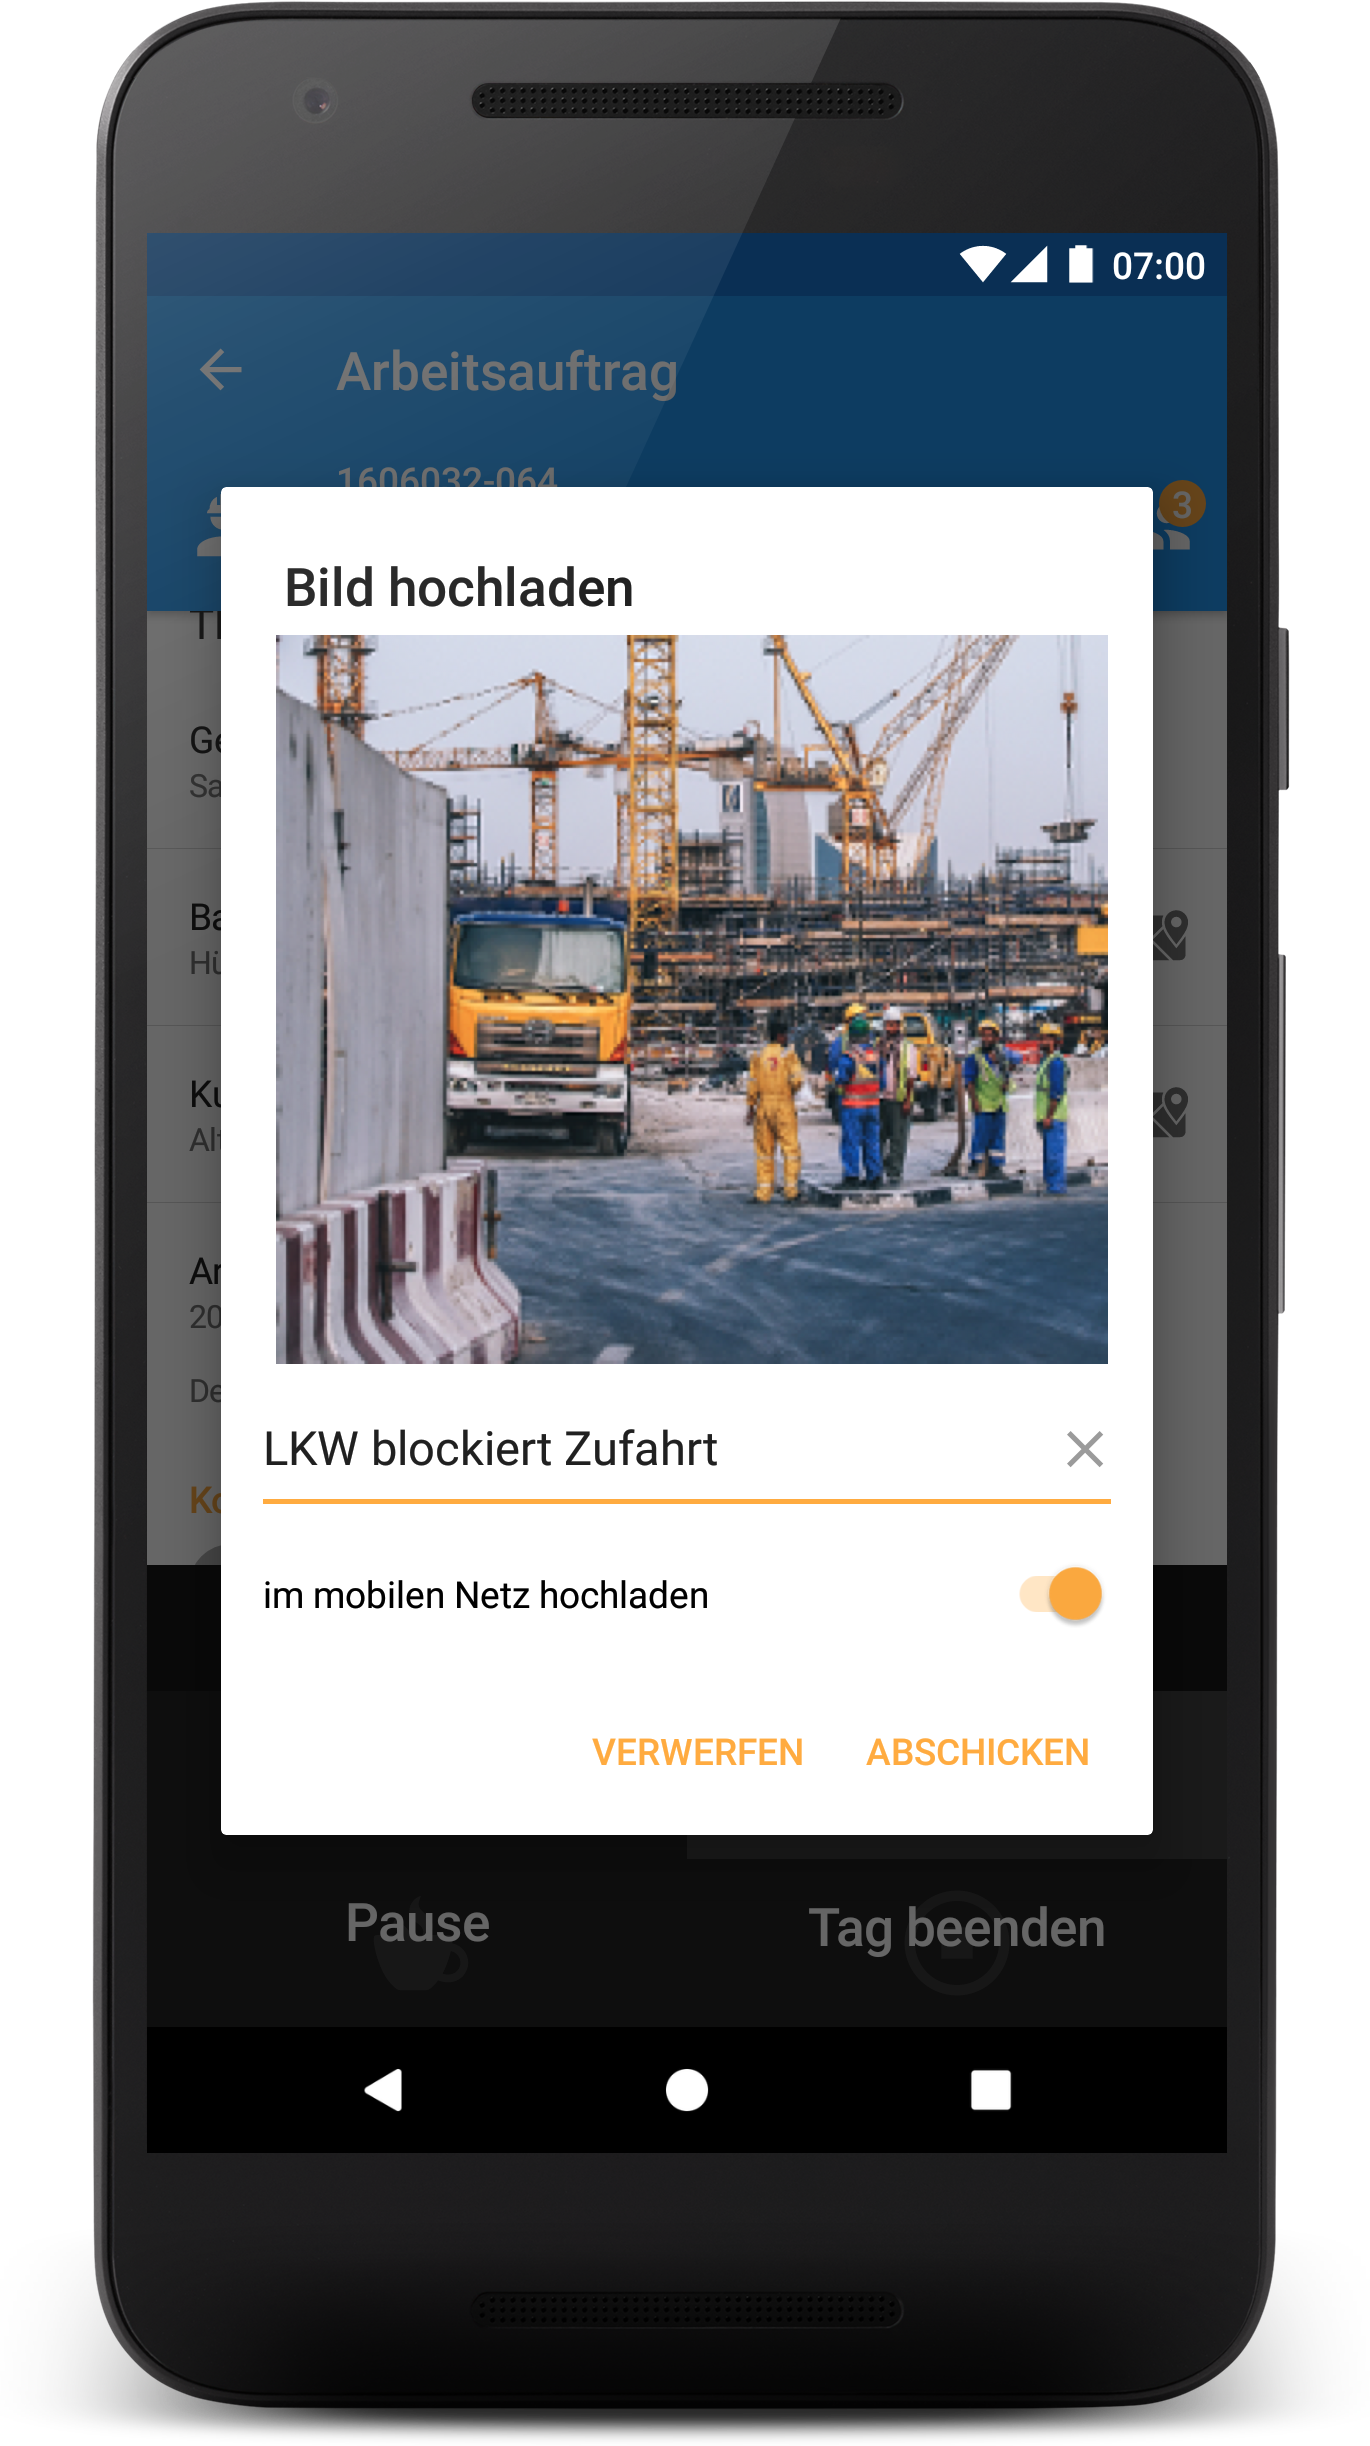 07:00
Arbeitsauftrag
1606032-064
3
Bild hochladen
LKW blockiert Zufahrt
im mobilen Netz hochladen
VERWERFEN ABSCHICKEN
Pause
Tag beenden